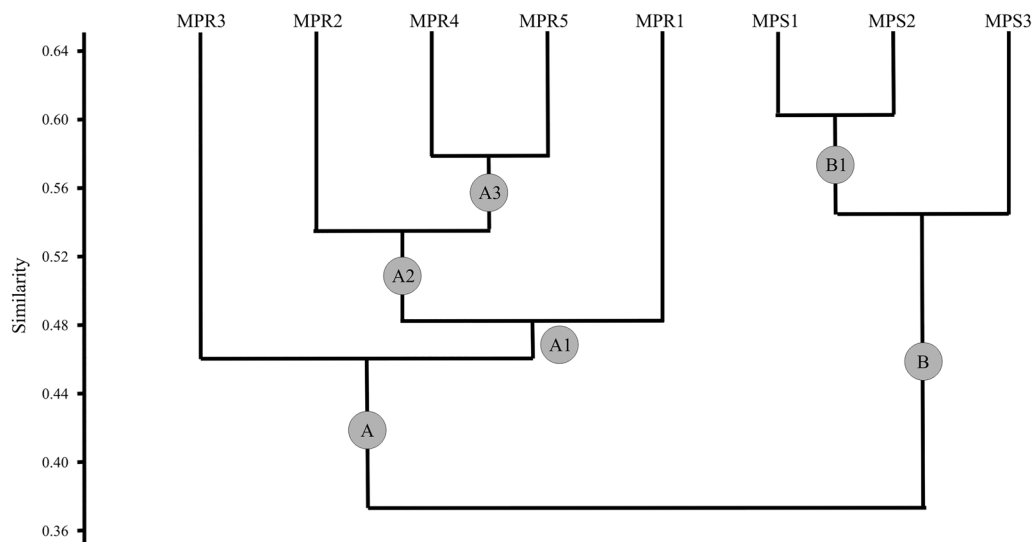 MPR3 MPR2 MPR4 MPR5 MPR1 MPS1 MPS2 MPS3
0.64
0.60
B1
0.56
A3
0.52
A2
Similarity
0.48
A1
B
0.44
A
0.40
0.36